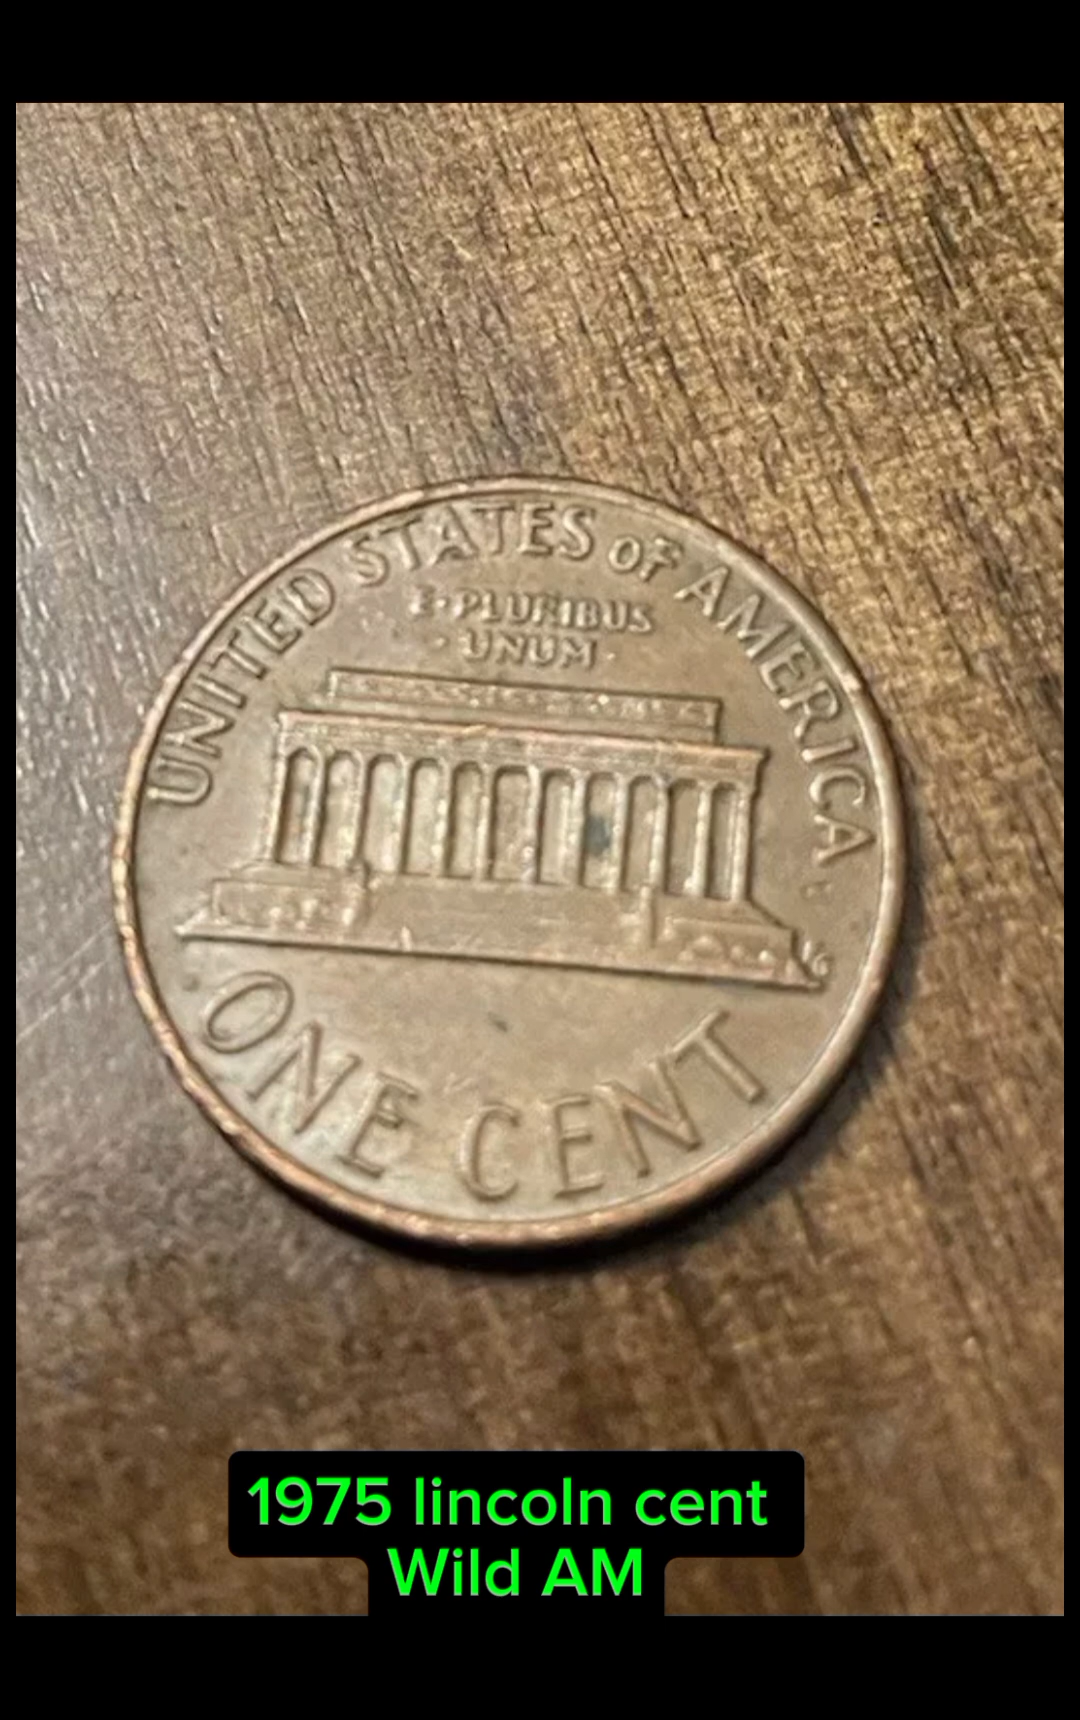 UNITED STATES OF AMERICA
E·PLURIBUS
·UNUM·
ONE CENT
1975 lincoln cent
Wild AM